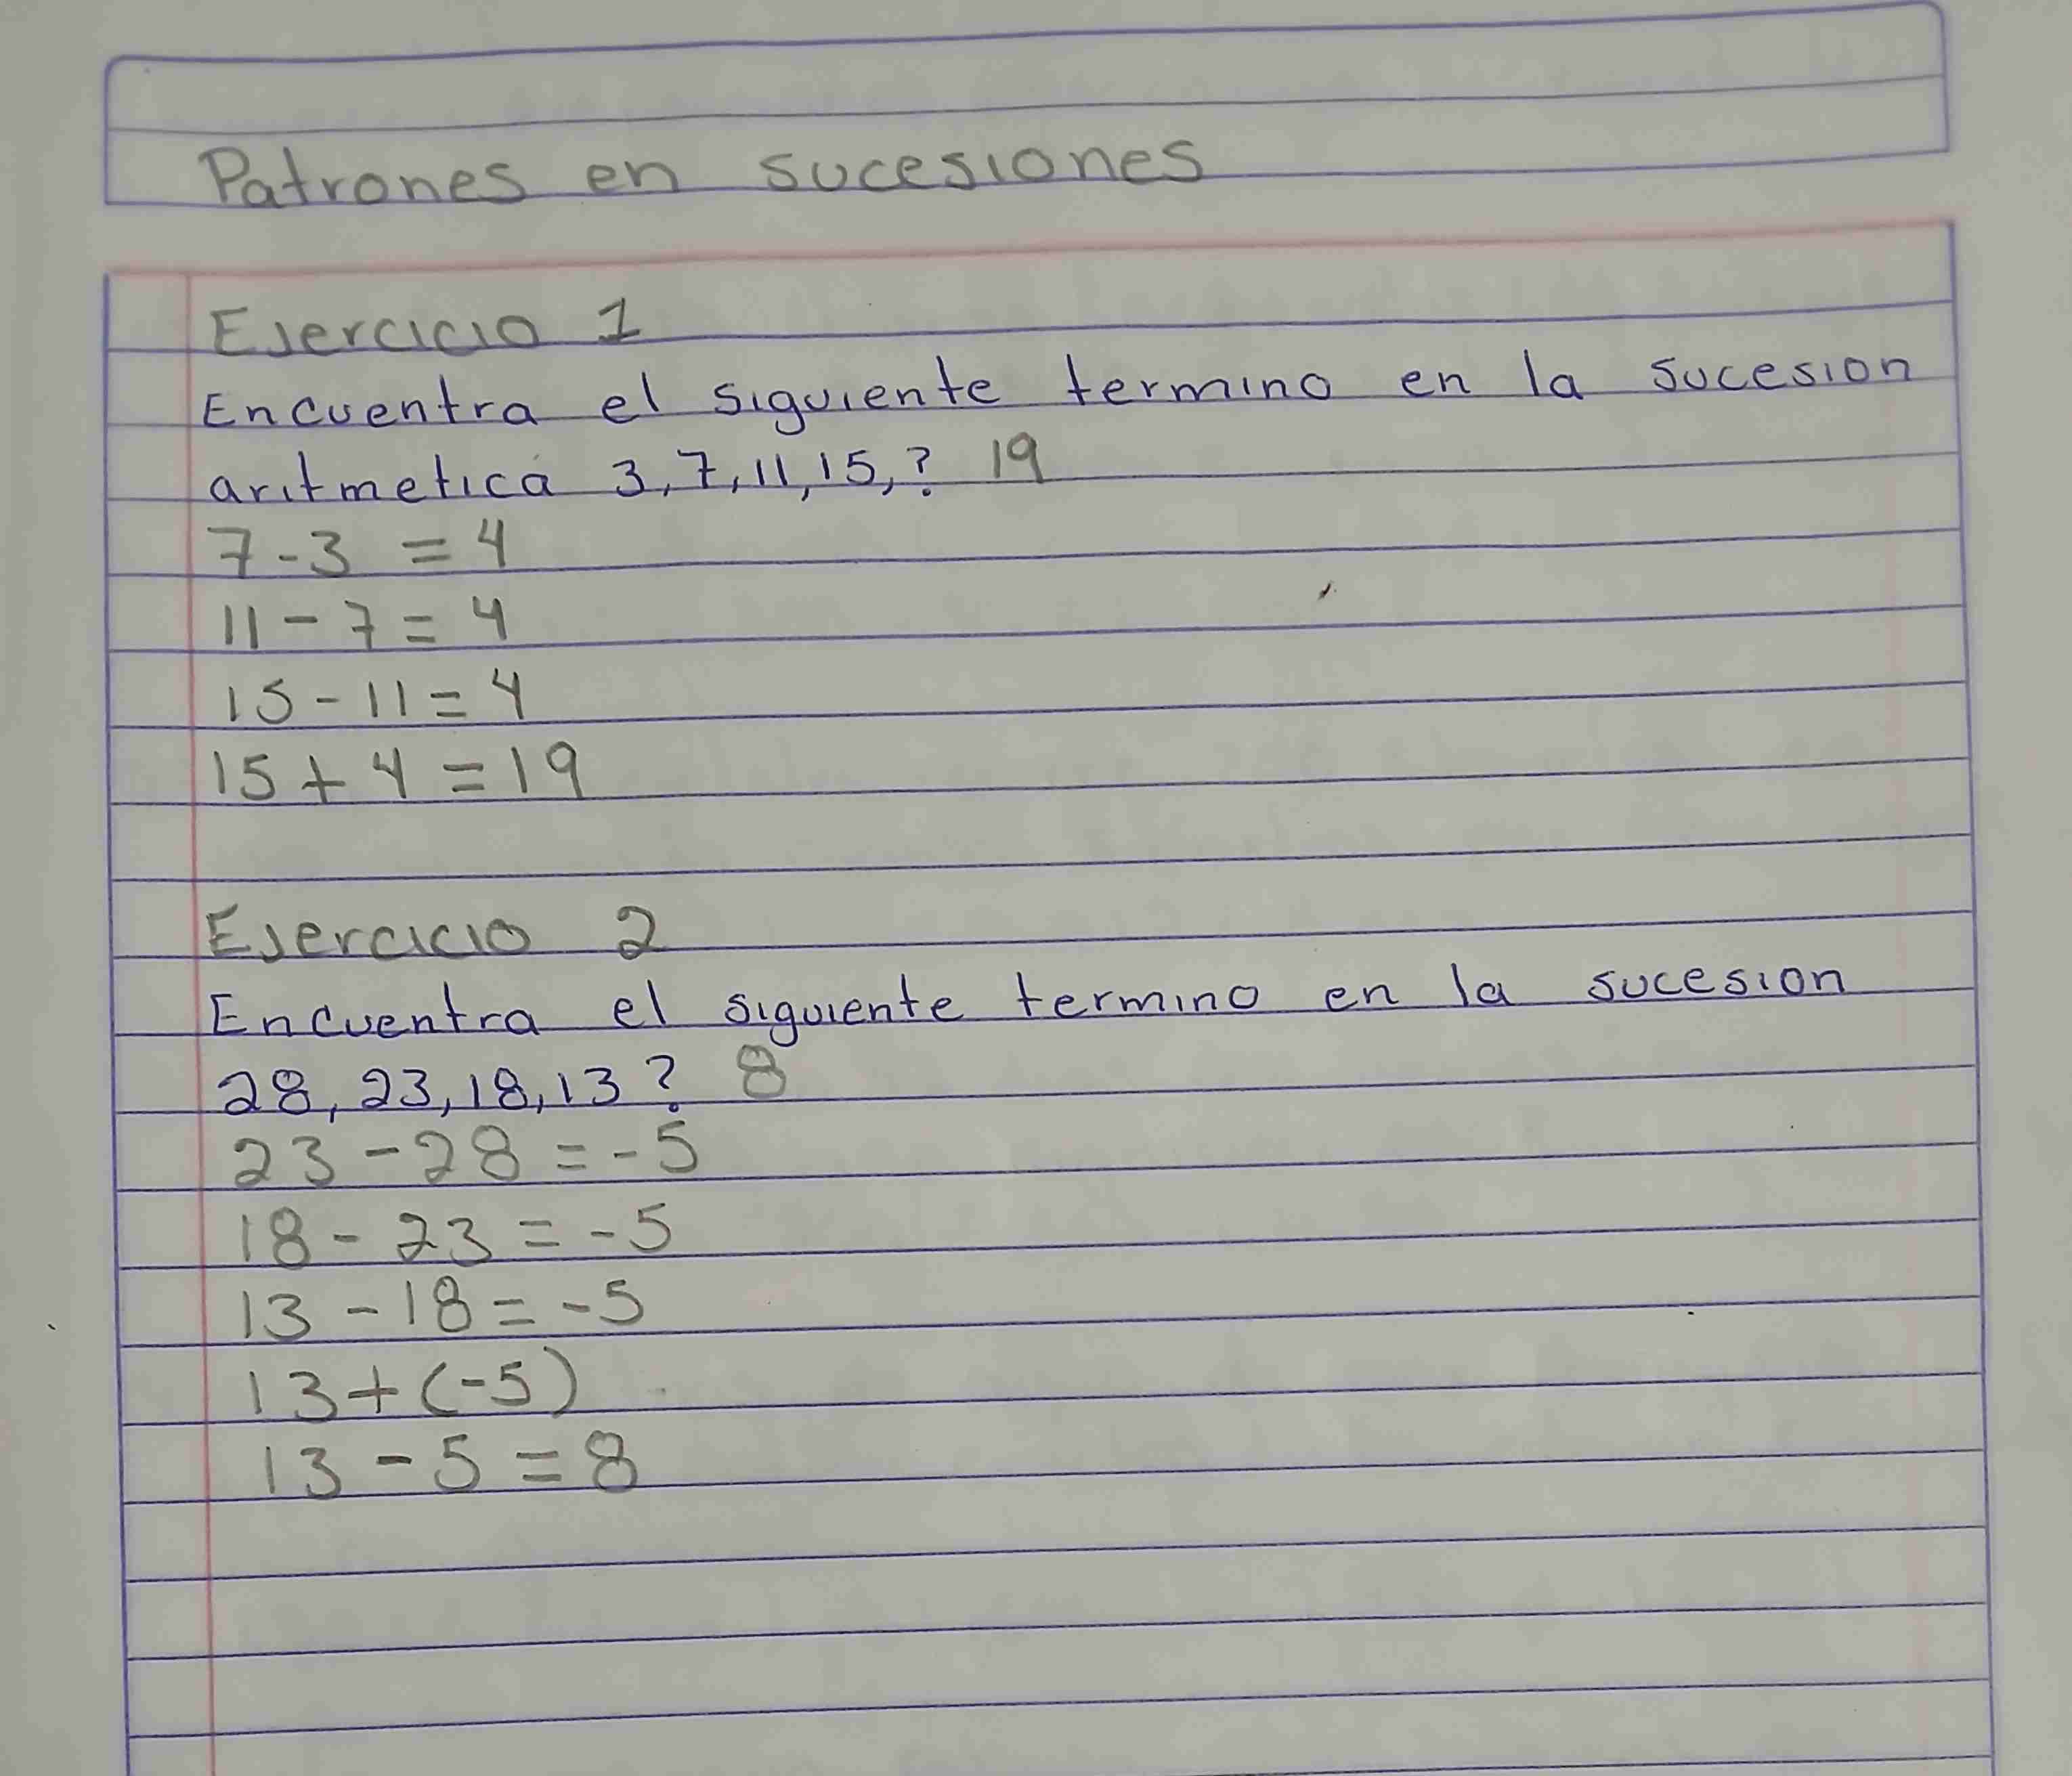 Patrones en sucesiones
Ejercicio 1
Encuentra el siguiente termino en la sucesion
aritmetica 3, 7, 11, 15, ? 19
7 - 3 = 4
11 - 7 = 4
15 - 11 = 4
15 + 4 = 19
Ejercicio 2
Encuentra el siguiente termino en la sucesion
28, 23, 18, 13 ? 8
23 - 28 = -5
18 - 23 = -5
13 - 18 = -5
13 + (-5)
13 - 5 = 8